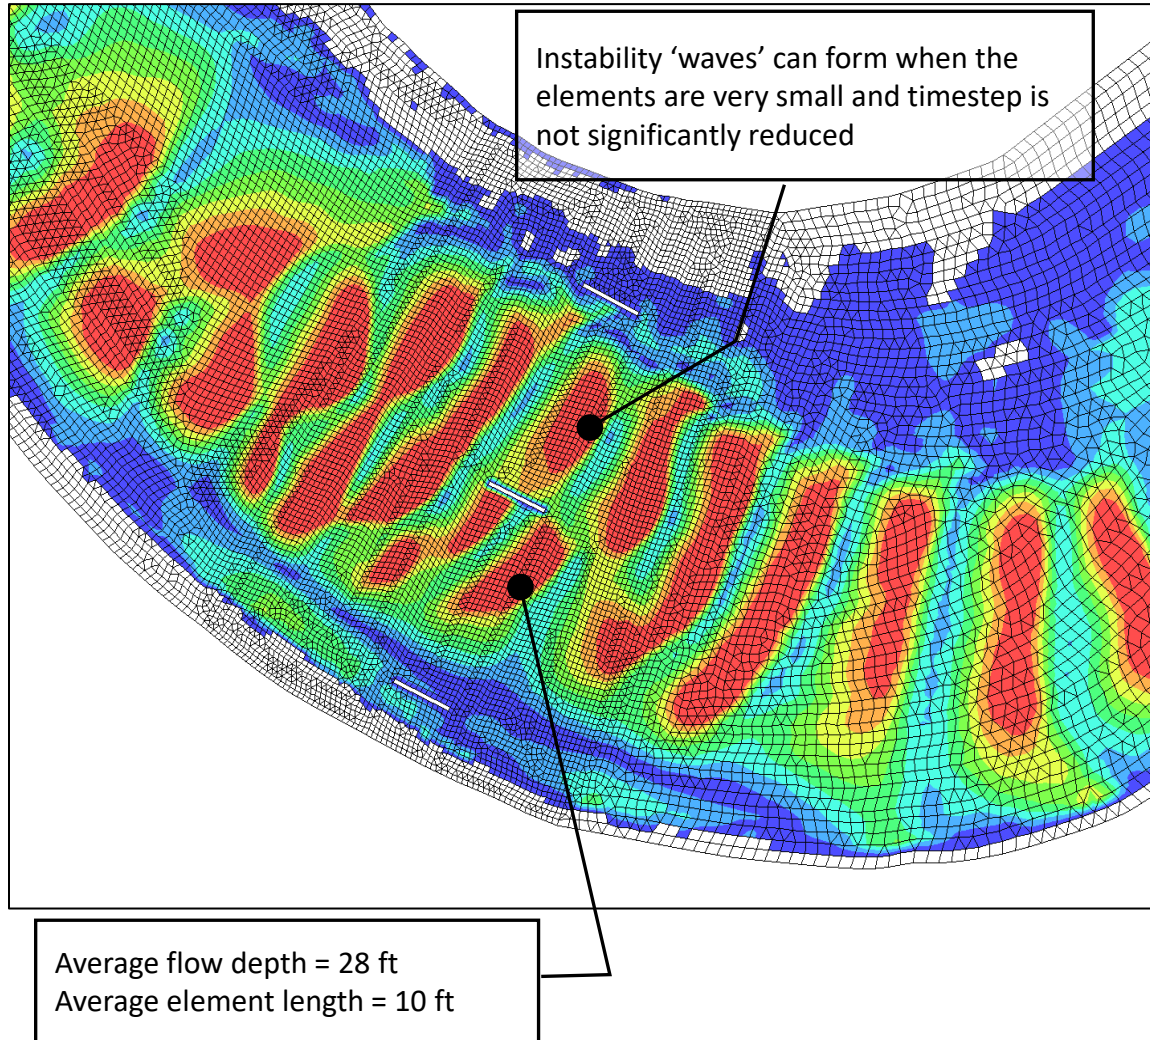 Instability ‘waves’ can form when the
elements are very small and timestep is
not significantly reduced
Average flow depth = 28 ft
Average element length = 10 ft